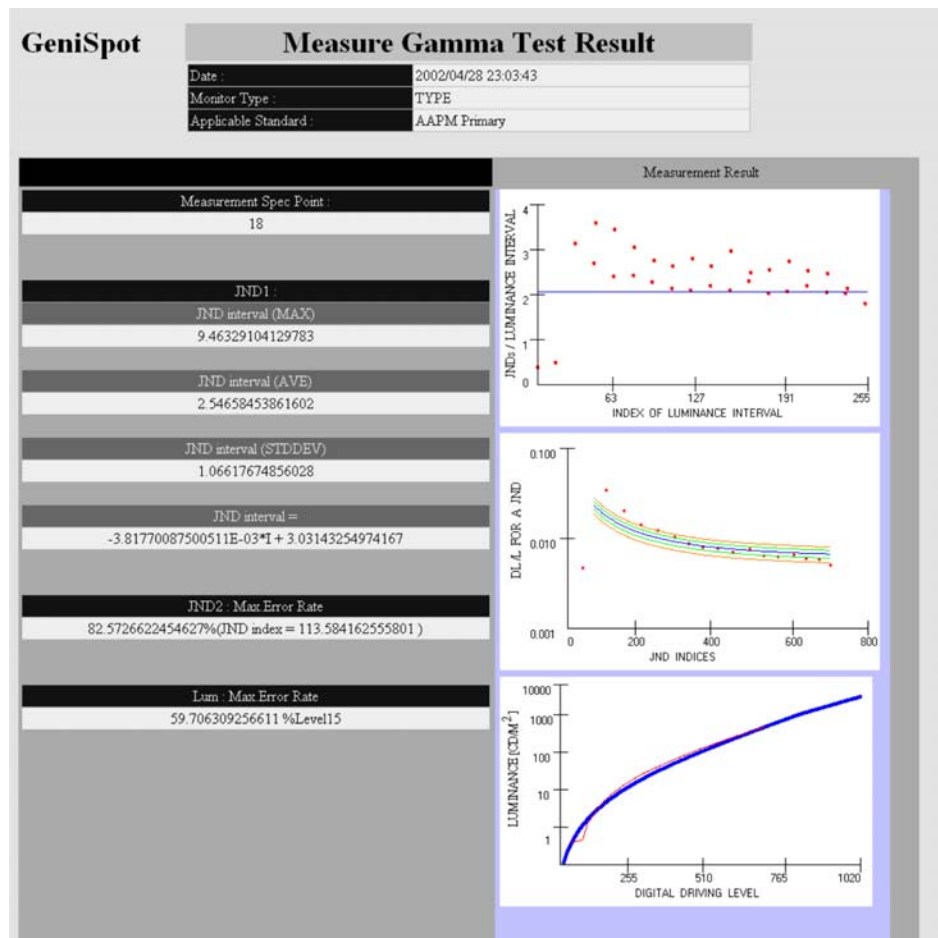 GeniSpot
Measure Gamma Test Result
Date : 2002/04/28 23:03:43
Monitor Type : TYPE
Applicable Standard : AAPM Primary
Measurement Result
Measurement Spec Point :
18
JND1 :
JND interval (MAX)
9.46329104129783
JND interval (AVE)
2.54658453861602
JND interval (STDDEV)
1.06617674856028
JND interval =
-3.81770087500511E-03*I + 3.03143254974167
JND2 : Max Error Rate
82.5726622454627%(JND index = 113.584162555801 )
Lum : Max Error Rate
59.706309256611 %Level15
JNDs / LUMINANCE INTERVAL
4
3
2
1
0
63 127 191 255
INDEX OF LUMINANCE INTERVAL
DL/L FOR A JND
0.100
0.010
0.001
0 200 400 600 800
JND INDICES
LUMINANCE [CD/M²]
10000
1000
100
10
1
255 510 765 1020
DIGITAL DRIVING LEVEL